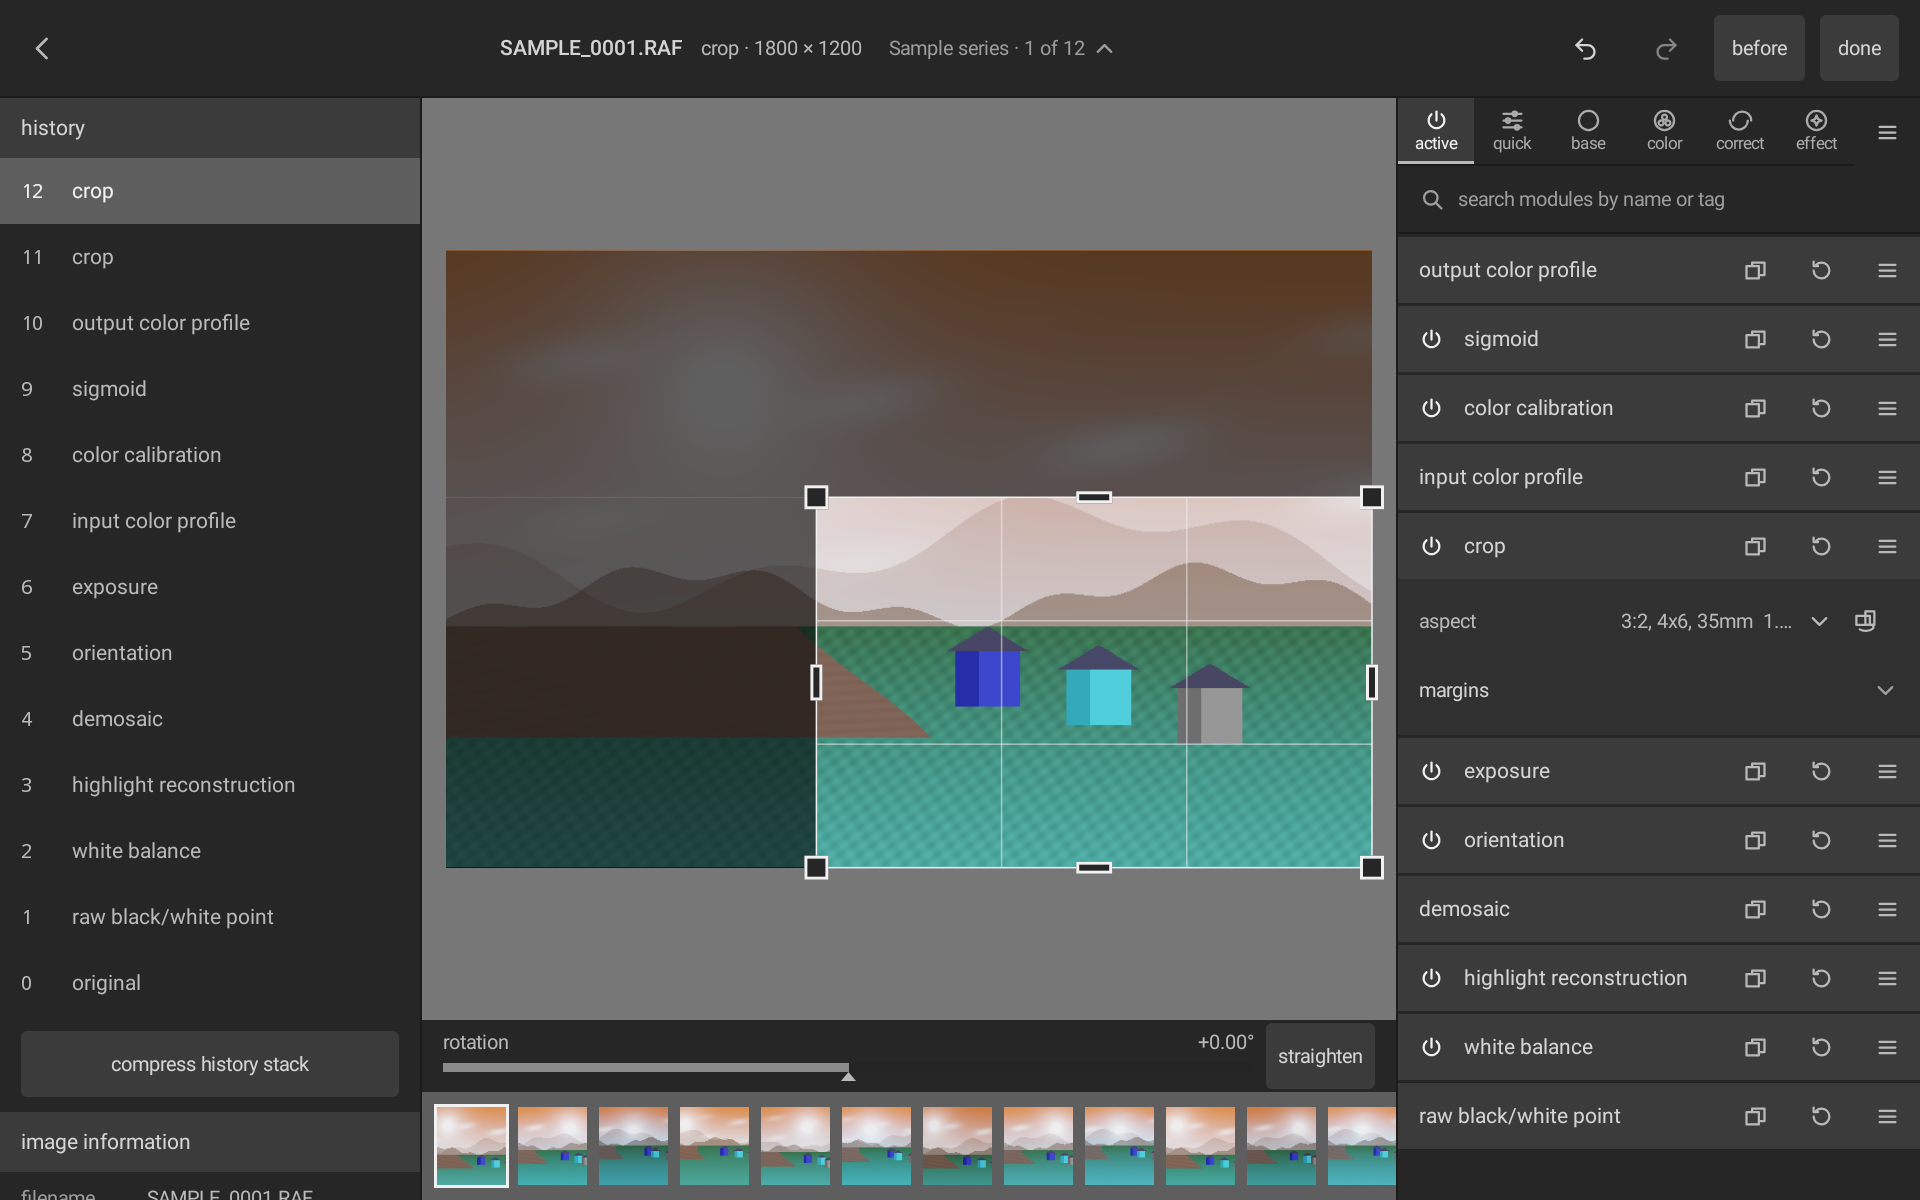 SAMPLE_0001.RAF crop · 1800 × 1200 Sample series · 1 of 12
before
done
history
12 crop
11 crop
10 output color profile
9 sigmoid
8 color calibration
7 input color profile
6 exposure
5 orientation
4 demosaic
3 highlight reconstruction
2 white balance
1 raw black/white point
0 original
compress history stack
image information
filename SAMPLE_0001.RAF
rotation +0.00°
straighten
active quick base color correct effect
search modules by name or tag
output color profile
sigmoid
color calibration
input color profile
crop
aspect 3:2, 4x6, 35mm 1....
margins
exposure
orientation
demosaic
highlight reconstruction
white balance
raw black/white point